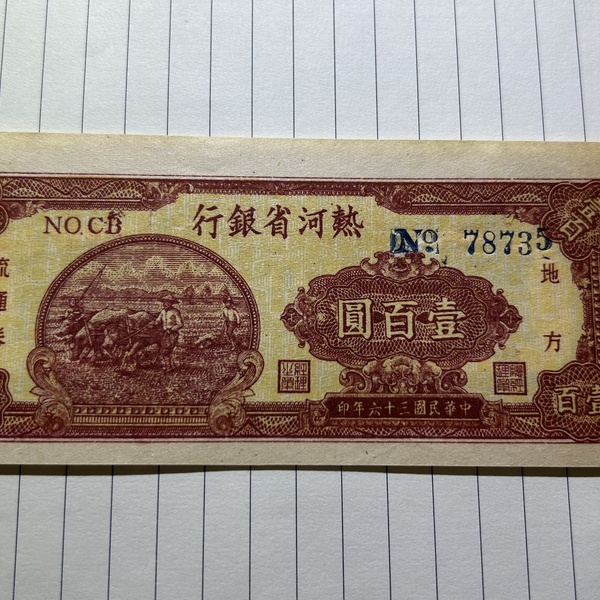 熱河省銀行
NO.CB
No 78735
地方
流通券
壹百圓
中華民國三十六年印
壹百